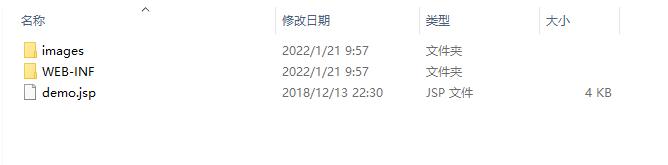 名称 修改日期 类型 大小
images 2022/1/21 9:57 文件夹
WEB-INF 2022/1/21 9:57 文件夹
demo.jsp 2018/12/13 22:30 JSP 文件 4 KB